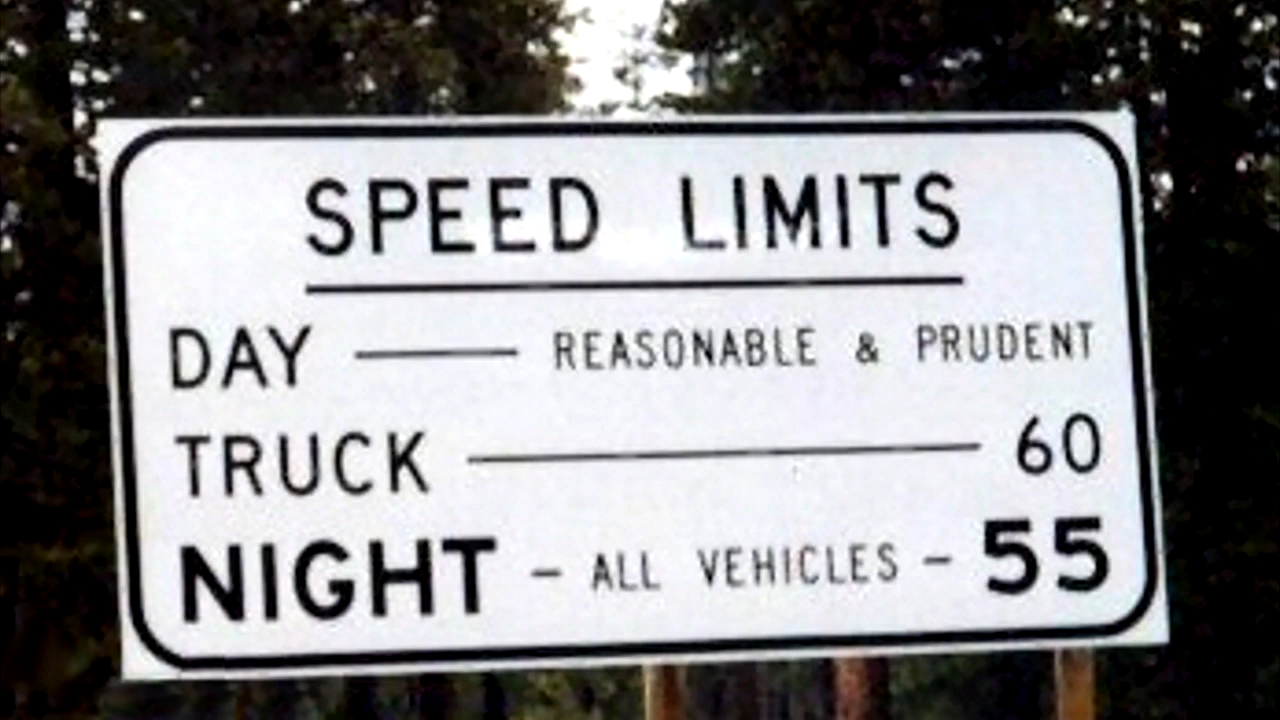 SPEED LIMITS
DAY — REASONABLE & PRUDENT
TRUCK — 60
NIGHT - ALL VEHICLES - 55